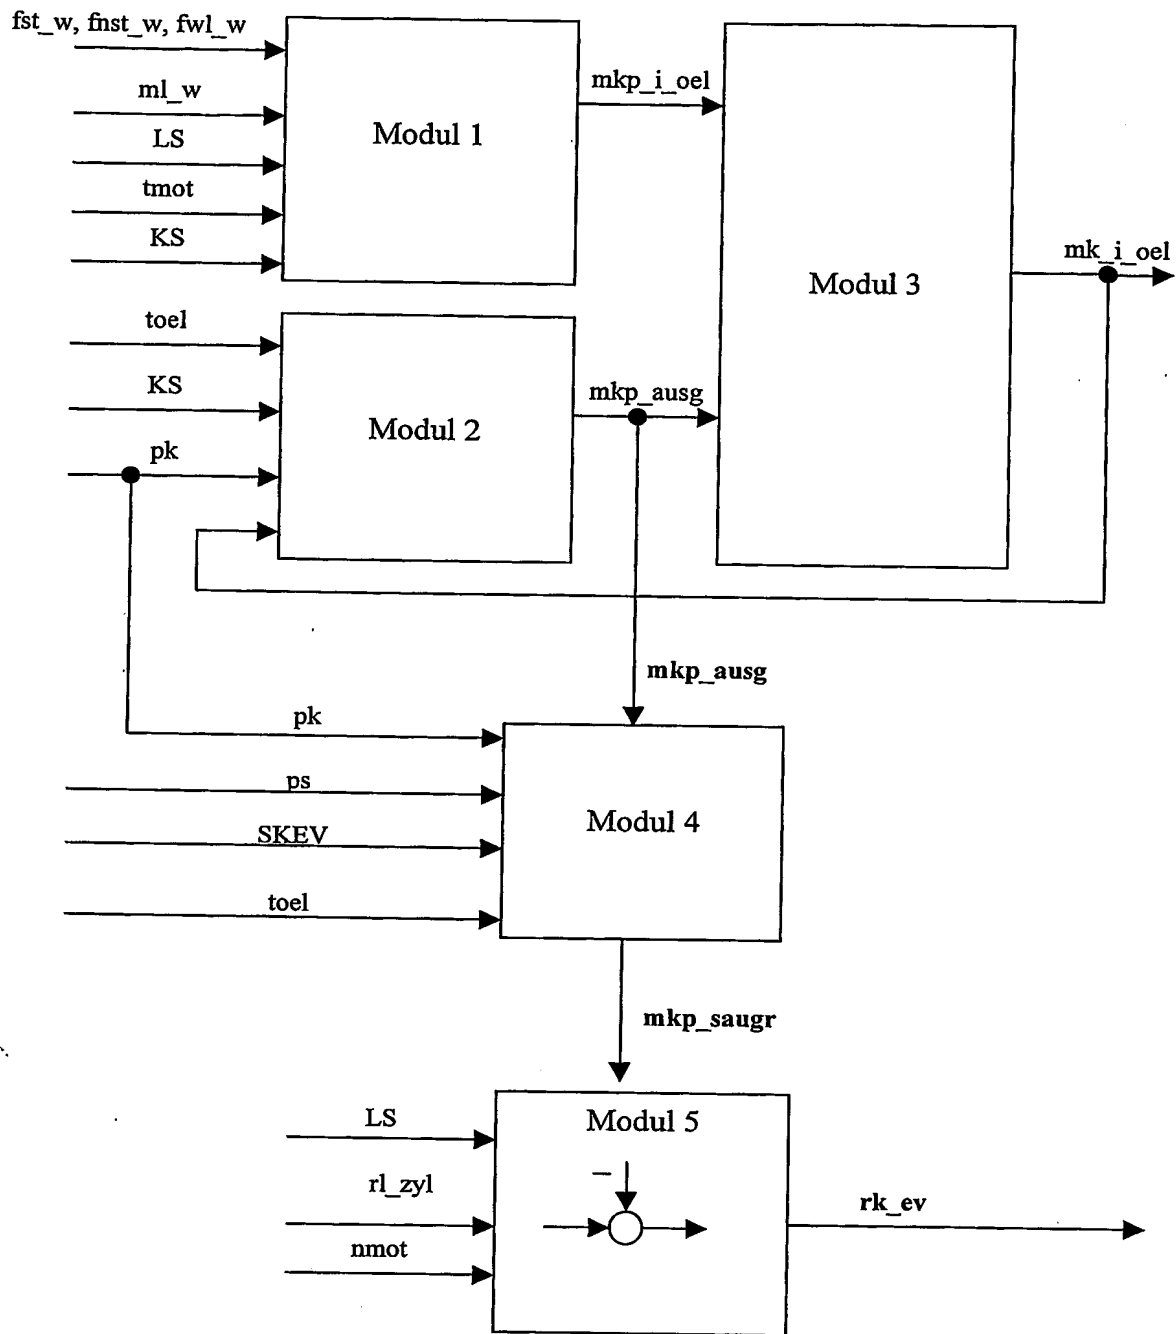 fst_w, fnst_w, fwl_w
ml_w
LS
tmot
KS
Modul 1
mkp_i_oel
Modul 3
mk_i_oel
toel
KS
pk
Modul 2
mkp_ausg
mkp_ausg
pk
ps
SKEV
toel
Modul 4
mkp_saugr
LS
rl_zyl
nmot
Modul 5
–
rk_ev